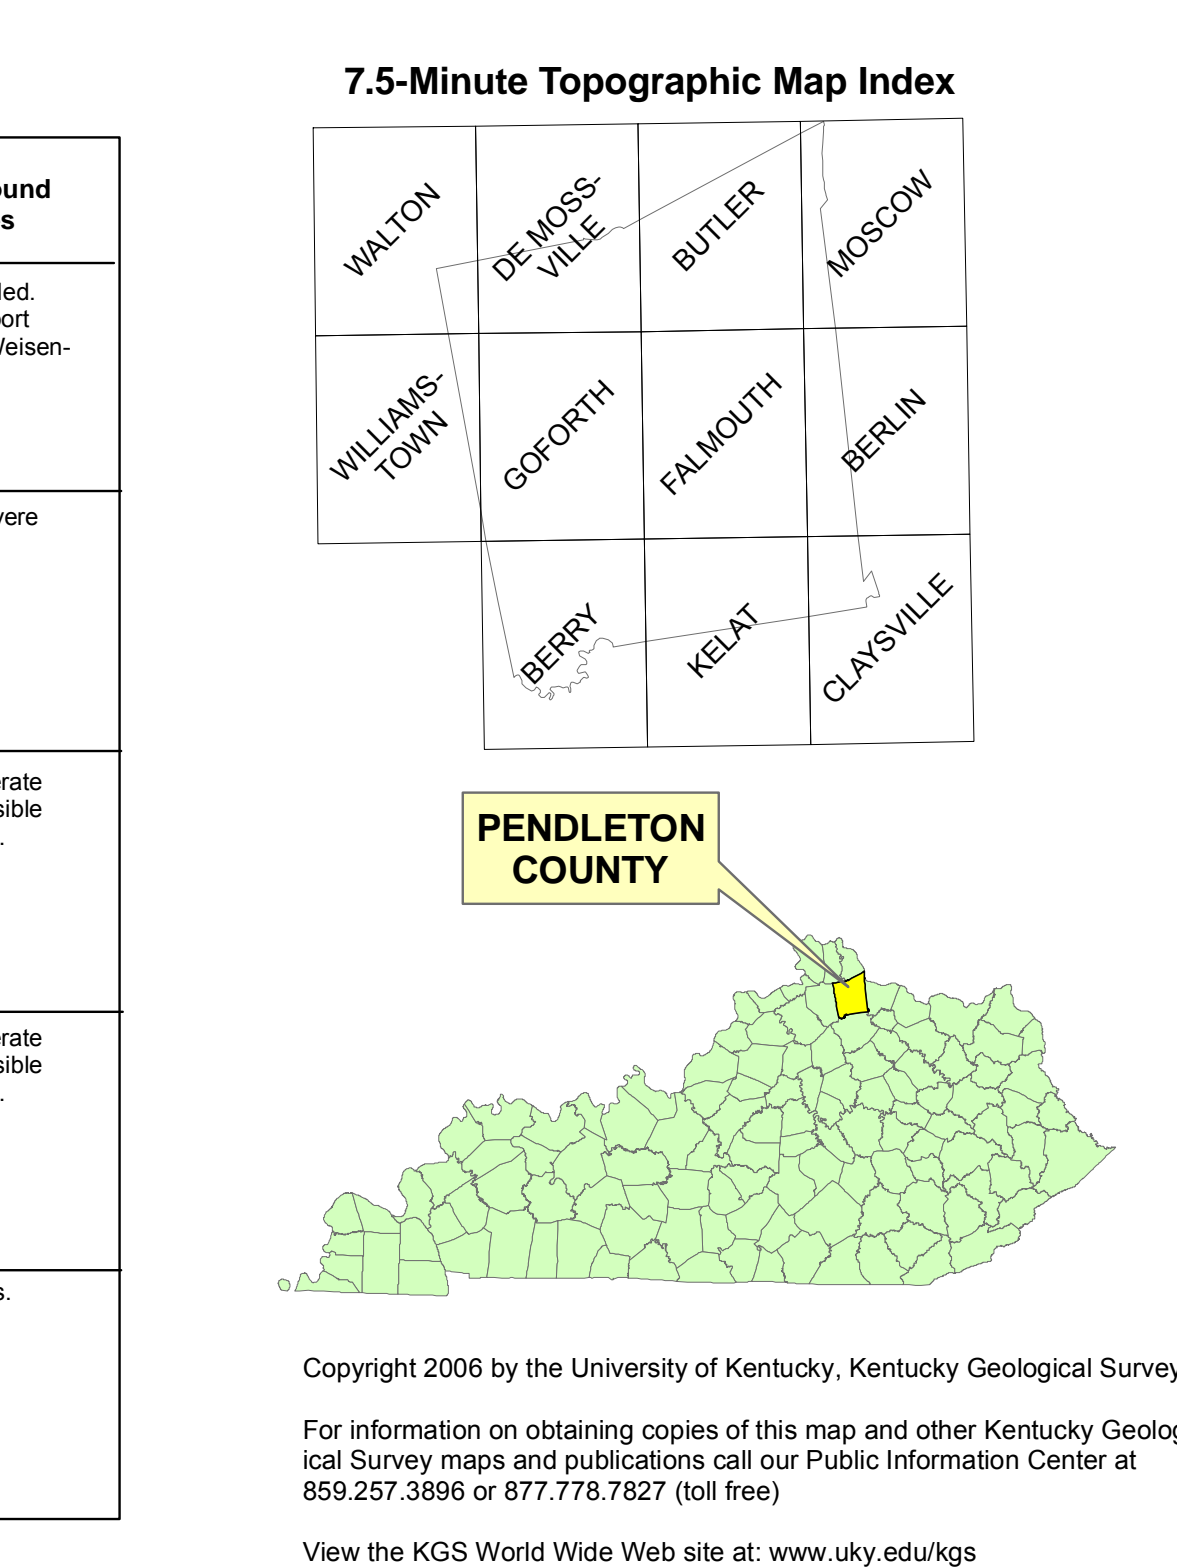 7.5-Minute Topographic Map Index
WALTON
DE MOSS-
VILLE
BUTLER
MOSCOW
WILLIAMS-
TOWN
GOFORTH
FALMOUTH
BERLIN
BERRY
KELAT
CLAYSVILLE
PENDLETON
COUNTY
Copyright 2006 by the University of Kentucky, Kentucky Geological Survey
For information on obtaining copies of this map and other Kentucky Geolog
ical Survey maps and publications call our Public Information Center at
859.257.3896 or 877.778.7827 (toll free)
View the KGS World Wide Web site at: www.uky.edu/kgs